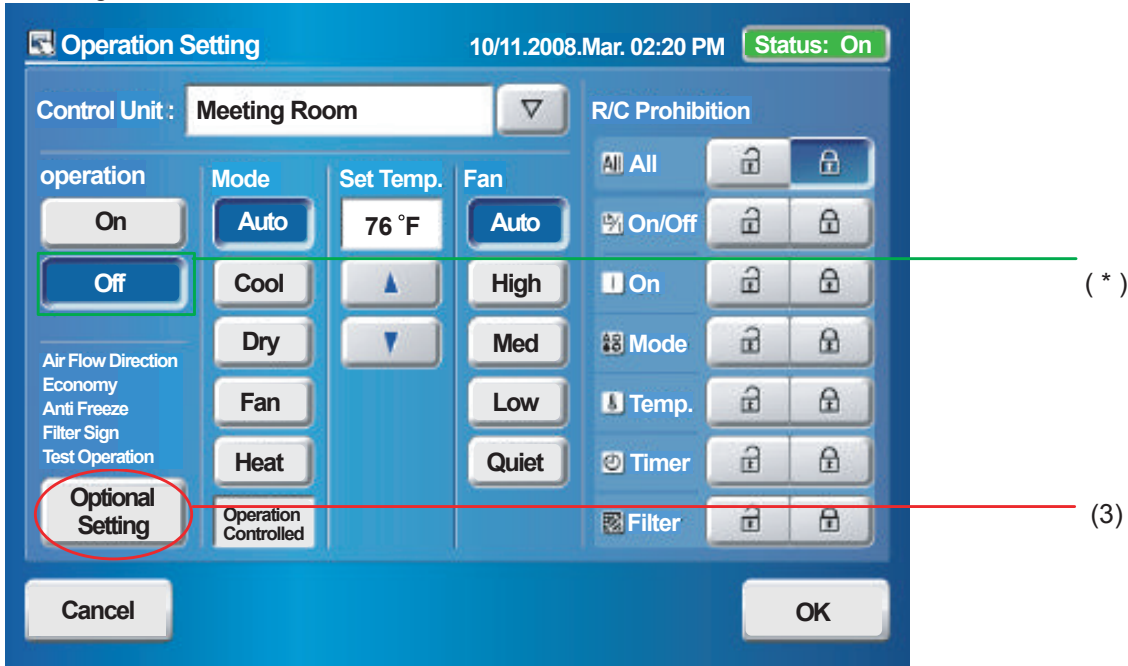 Operation Setting
10/11.2008.Mar. 02:20 PM
Status: On
Control Unit :
Meeting Room
R/C Prohibition
operation
On
Off
Mode
Auto
Cool
Dry
Fan
Heat
Operation
Controlled
Set Temp.
76 °F
Fan
Auto
High
Med
Low
Quiet
All All
On/Off
On
Mode
Temp.
Timer
Filter
Air Flow Direction
Economy
Anti Freeze
Filter Sign
Test Operation
Optional
Setting
Cancel
OK
( * )
(3)